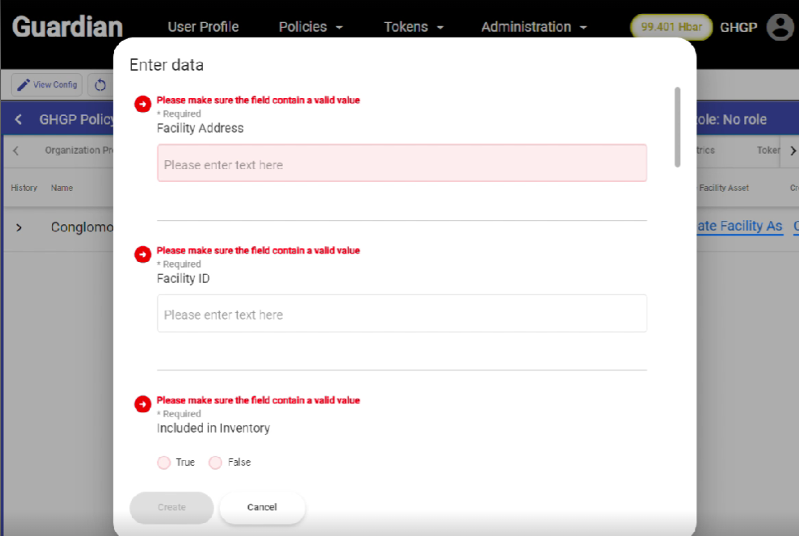 Guardian
User Profile
Policies
Tokens
Administration
99.401 Hbar
GHGP
View Config
Enter data
GHGP Policy
ole: No role
Please make sure the field contain a valid value
* Required
Facility Address
Please enter text here
Organization Pr
trics
Token
History
Name
Facility Asset
Conglomo
ate Facility As
Please make sure the field contain a valid value
* Required
Facility ID
Please enter text here
Please make sure the field contain a valid value
* Required
Included in Inventory
True
False
Create
Cancel